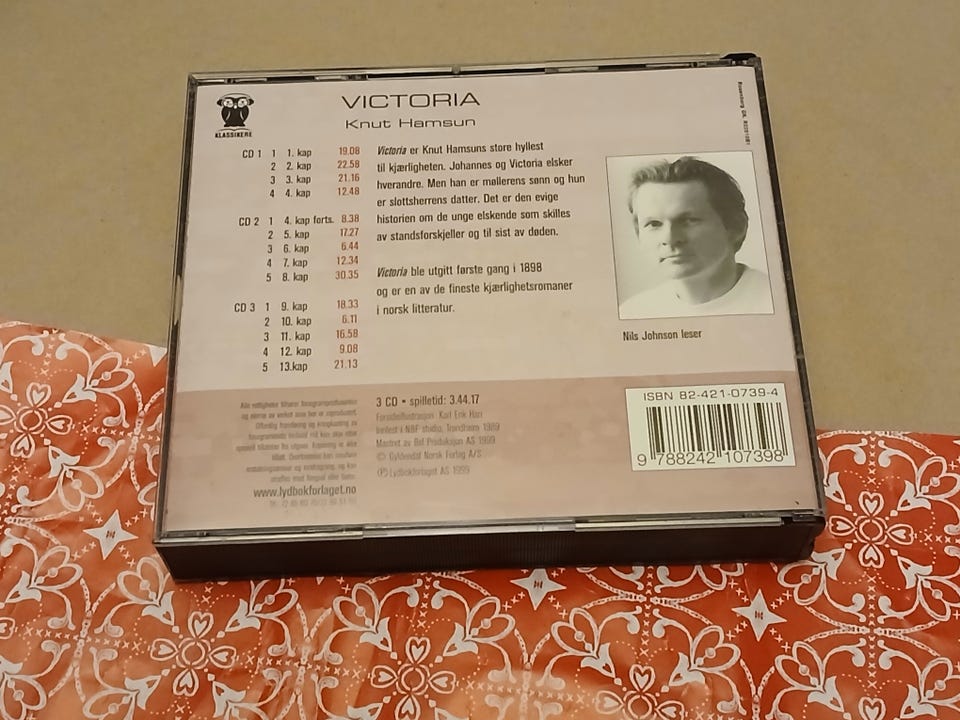 KLASSIKERE
VICTORIA
Knut Hamsun
CD 1 1 1. kap 19.08
2 2. kap 22.58
3 3. kap 21.16
4 4. kap 12.48
CD 2 1 4. kap forts. 8.38
2 5. kap 17.27
3 6. kap 6.44
4 7. kap 12.34
5 8. kap 30.35
CD 3 1 9. kap 18.33
2 10. kap 6.11
3 11. kap 16.58
4 12. kap 9.08
5 13.kap 21.13
Victoria er Knut Hamsuns store hyllest
til kjærligheten. Johannes og Victoria elsker
hverandre. Men han er møllerens sønn og hun
er slottsherrens datter. Det er den evige
historien om de unge elskende som skilles
av standsforskjeller og til sist av døden.
Victoria ble utgitt første gang i 1898
og er en av de fineste kjærlighetsromaner
i norsk litteratur.
Nils Johnson leser
www.lydbokforlaget.no
3 CD • spilletid: 3.44.17
Forsideillustrasjon: Karl Erik Harr
Innlest i NBF studio, Trondheim 1989
Mastret av Bel Produksjon AS 1999
© Gyldendal Norsk Forlag A/S
Ⓟ Lydbokforlaget AS 1999
ISBN 82-421-0739-4
9 788242 107398